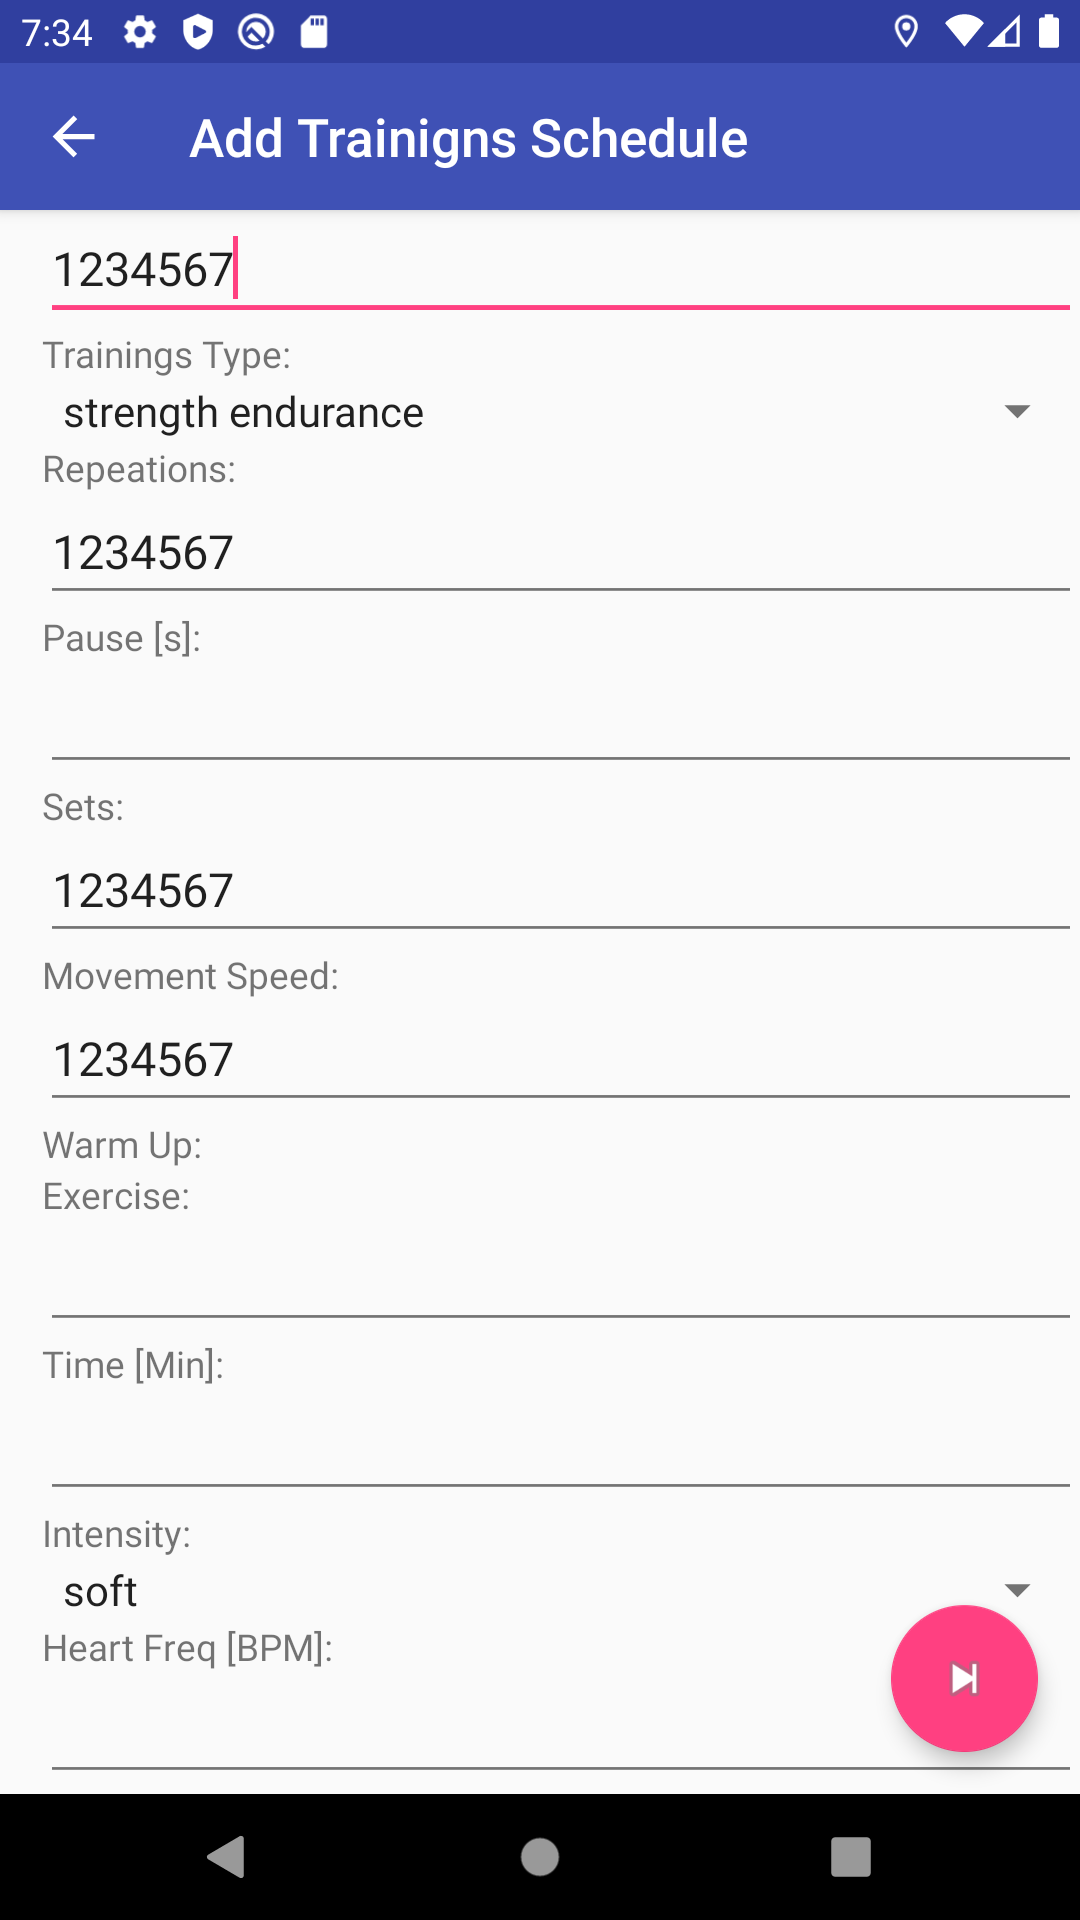 7:34
Add Trainigns Schedule
1234567
Trainings Type:
strength endurance
Repeations:
1234567
Pause [s]:
Sets:
1234567
Movement Speed:
1234567
Warm Up:
Exercise:
Time [Min]:
Intensity:
soft
Heart Freq [BPM]: